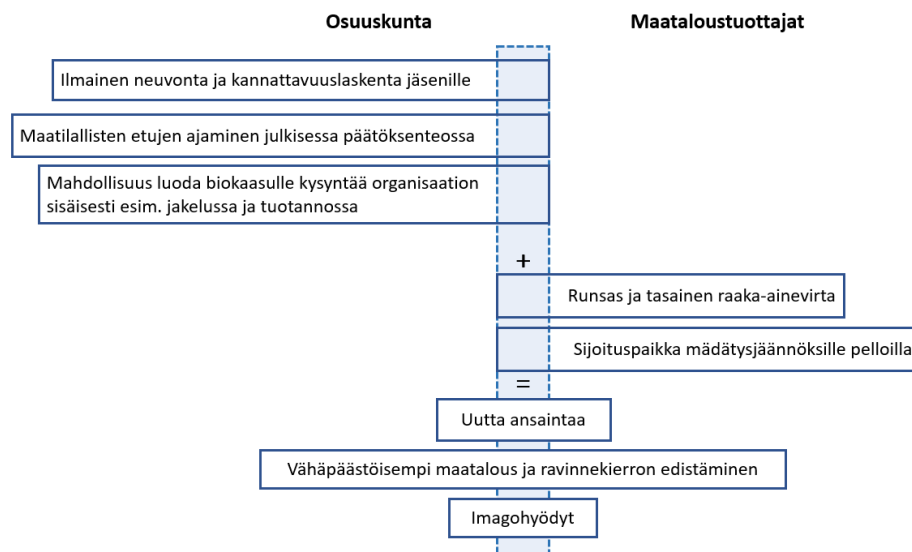 Osuuskunta
Maataloustuottajat
Ilmainen neuvonta ja kannattavuuslaskenta jäsenille
Maatilallisten etujen ajaminen julkisessa päätöksenteossa
Mahdollisuus luoda biokaasulle kysyntää organisaation
sisäisesti esim. jakelussa ja tuotannossa
+
Runsas ja tasainen raaka-ainevirta
Sijoituspaikka mädätysjäännöksille pelloilla
=
Uutta ansaintaa
Vähäpäästöisempi maatalous ja ravinnekierron edistäminen
Imagohyödyt